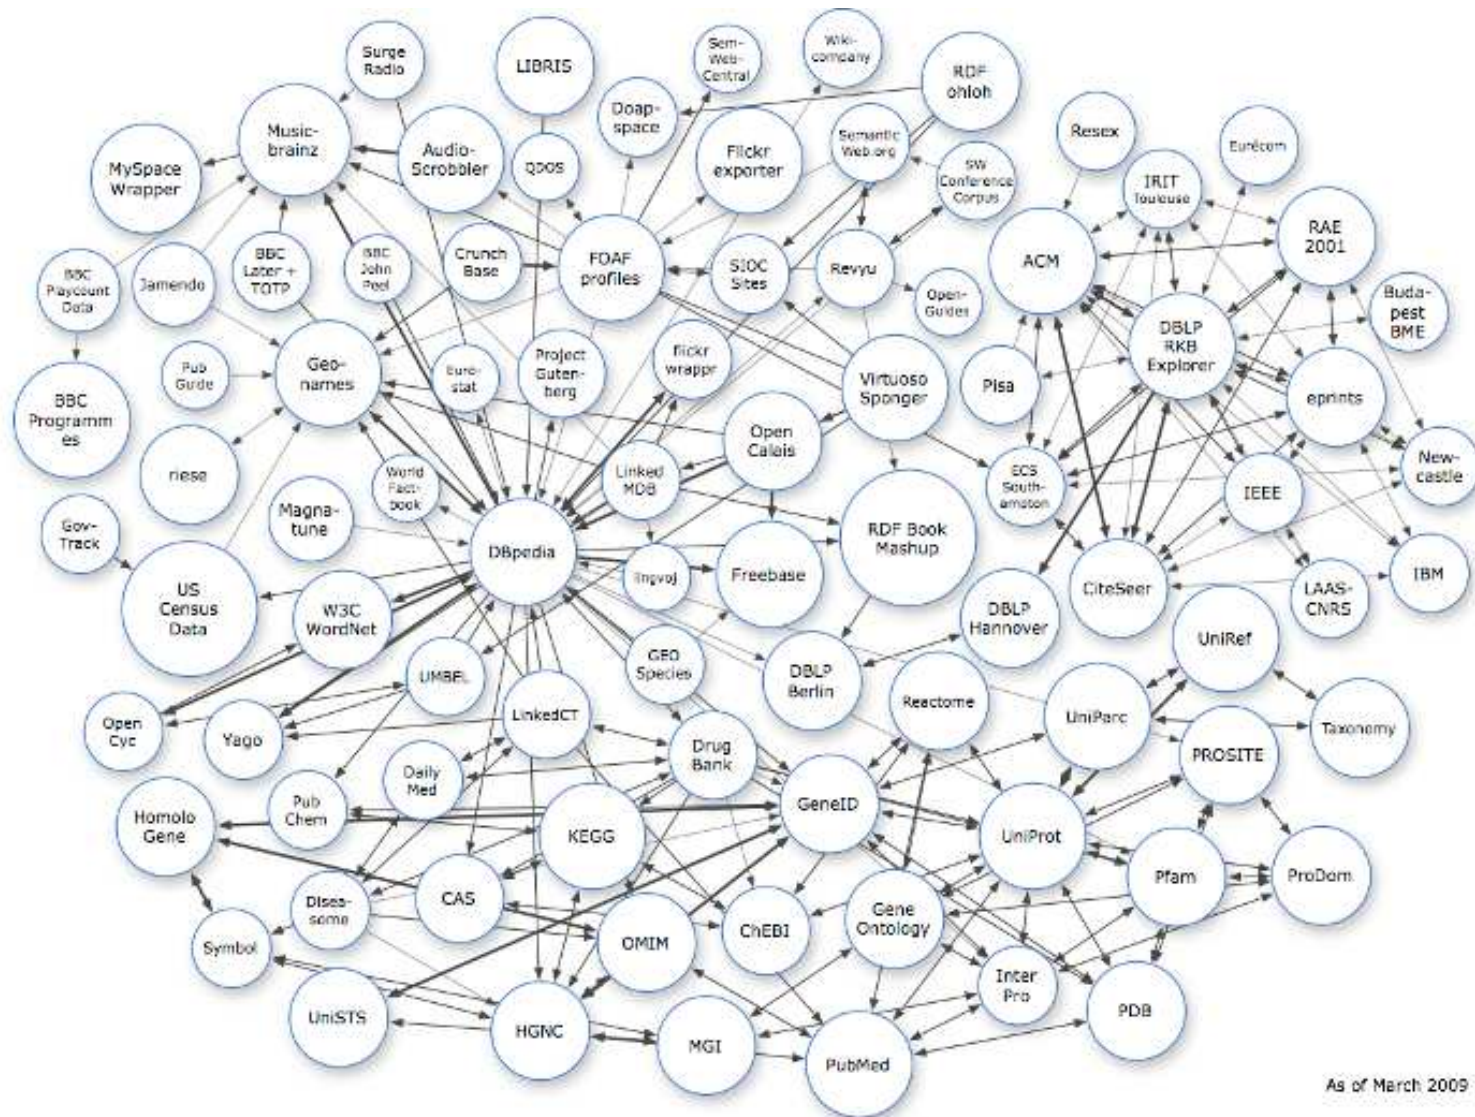 Surge
Radio
LIBRIS
Sem-
Web-
Central
Wiki-
company
RDF
ohloh
Doap-
space
Music-
brainz
Audio-
Scrobbler
QDOS
Flickr
exporter
Semantic
Web.org
SW
Conference
Corpus
Resex
Eurécom
MySpace
Wrapper
IRIT
Toulouse
RAE
2001
ACM
BBC
Playcount
Data
Jamendo
BBC
Later +
TOTP
BBC
John
Peel
Crunch
Base
FOAF
profiles
SIOC
Sites
Revyu
Open-
Guides
Buda-
pest
BME
DBLP
RKB
Explorer
Pub
Guide
Geo-
names
Euro-
stat
Project
Guten-
berg
flickr
wrappr
Virtuoso
Sponger
Pisa
eprints
BBC
Programm
es
riese
World
Fact-
book
Linked
MDB
Open
Calais
ECS
South-
ampton
IEEE
New-
castle
Gov-
Track
Magna-
tune
DBpedia
RDF Book
Mashup
lingvoj
Freebase
CiteSeer
LAAS-
CNRS
IBM
US
Census
Data
W3C
WordNet
DBLP
Hannover
UniRef
UMBEL
GEO
Species
DBLP
Berlin
Reactome
UniParc
Taxonomy
Open
Cyc
Yago
LinkedCT
Drug
Bank
PROSITE
Daily
Med
Pub
Chem
Homolo
Gene
KEGG
GeneID
UniProt
Pfam
ProDom
Disea-
some
CAS
ChEBI
Gene
Ontology
Symbol
OMIM
Inter
Pro
UniSTS
HGNC
MGI
PubMed
PDB
As of March 2009